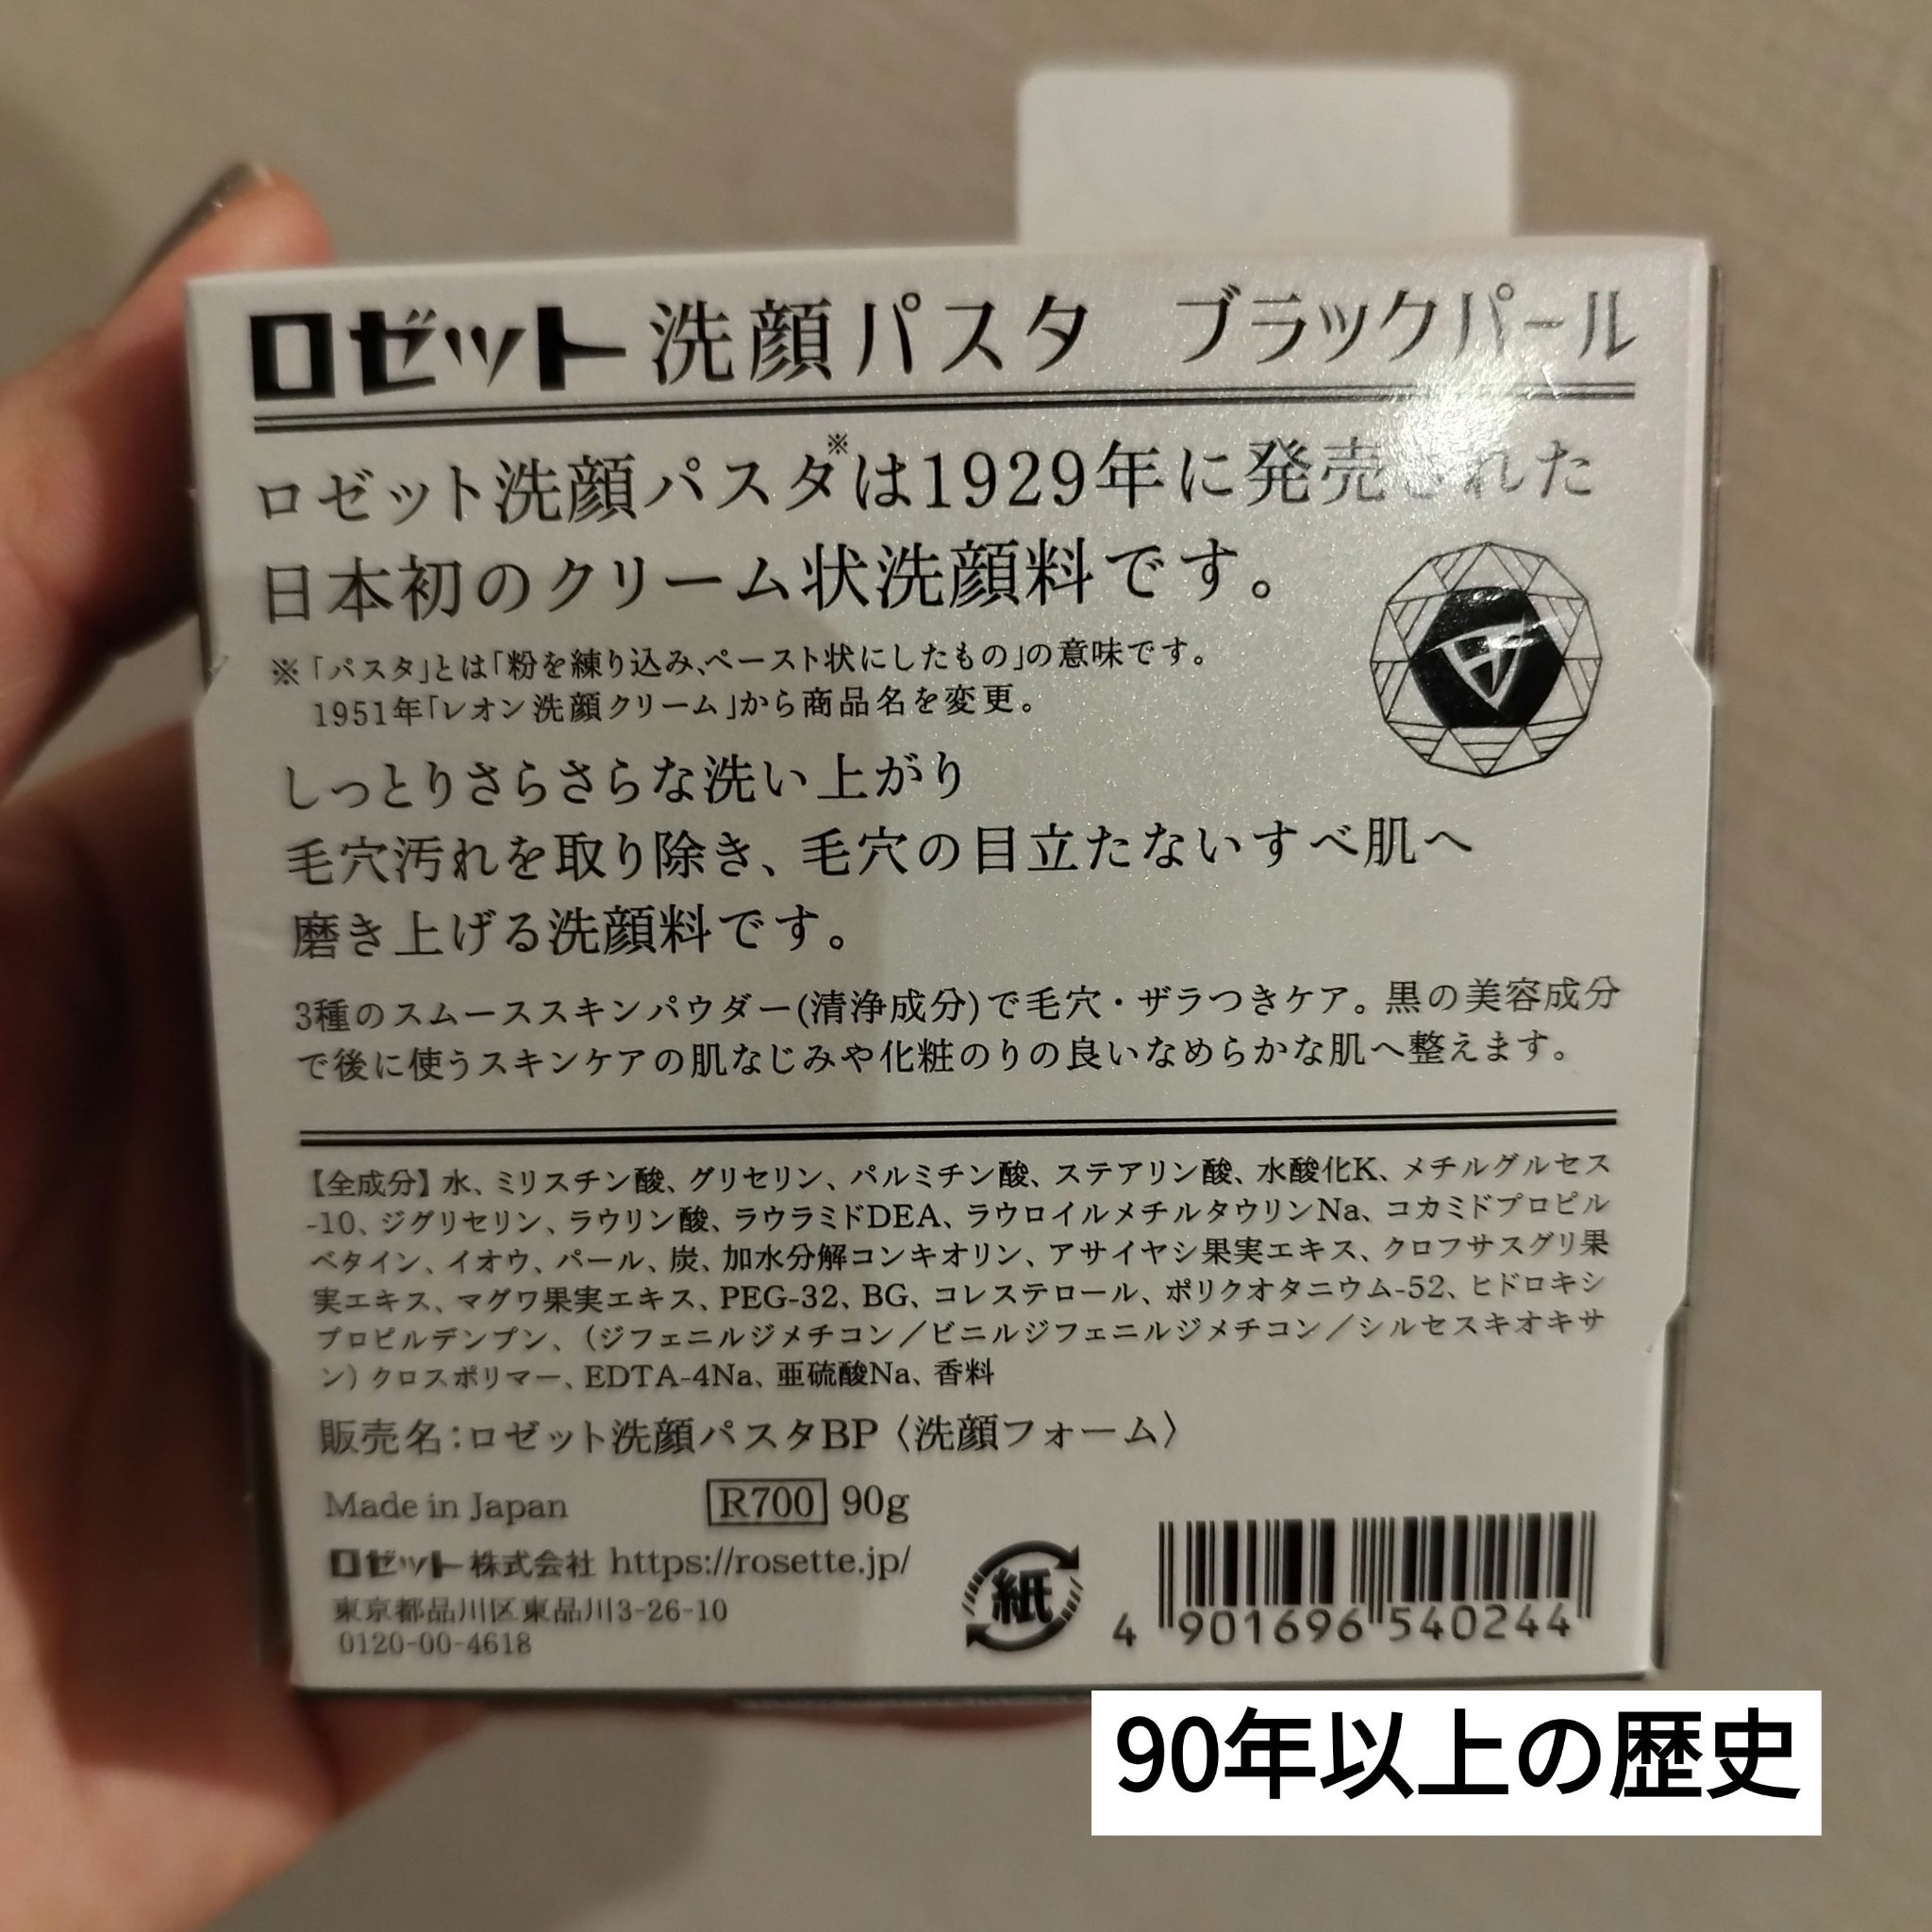 ロゼット洗顔パスタ ブラックパール
ロゼット洗顔パスタ※は1929年に発売された
日本初のクリーム状洗顔料です。
※「パスタ」とは「粉を練り込み、ペースト状にしたもの」の意味です。
1951年「レオン洗顔クリーム」から商品名を変更。
しっとりさらさらな洗い上がり
毛穴汚れを取り除き、毛穴の目立たないすべ肌へ
磨き上げる洗顔料です。
3種のスムーススキンパウダー(清浄成分)で毛穴・ザラつきケア。黒の美容成分
で後に使うスキンケアの肌なじみや化粧のりの良いなめらかな肌へ整えます。
【全成分】水、ミリスチン酸、グリセリン、パルミチン酸、ステアリン酸、水酸化K、メチルグルセス
-10、ジグリセリン、ラウリン酸、ラウラミドDEA、ラウロイルメチルタウリンNa、コカミドプロピル
ベタイン、イオウ、パール、炭、加水分解コンキオリン、アサイヤシ果実エキス、クロフサスグリ果
実エキス、マグワ果実エキス、PEG-32、BG、コレステロール、ポリクオタニウム-52、ヒドロキシ
プロピルデンプン、(ジフェニルジメチコン/ビニルジフェニルジメチコン/シルセスキオキサ
ン)クロスポリマー、EDTA-4Na、亜硫酸Na、香料
販売名:ロゼット洗顔パスタBP〈洗顔フォーム〉
Made in Japan R700 90g
ロゼット株式会社 https://rosette.jp/
東京都品川区東品川3-26-10
0120-00-4618
紙
4 901696 540244
90年以上の歴史